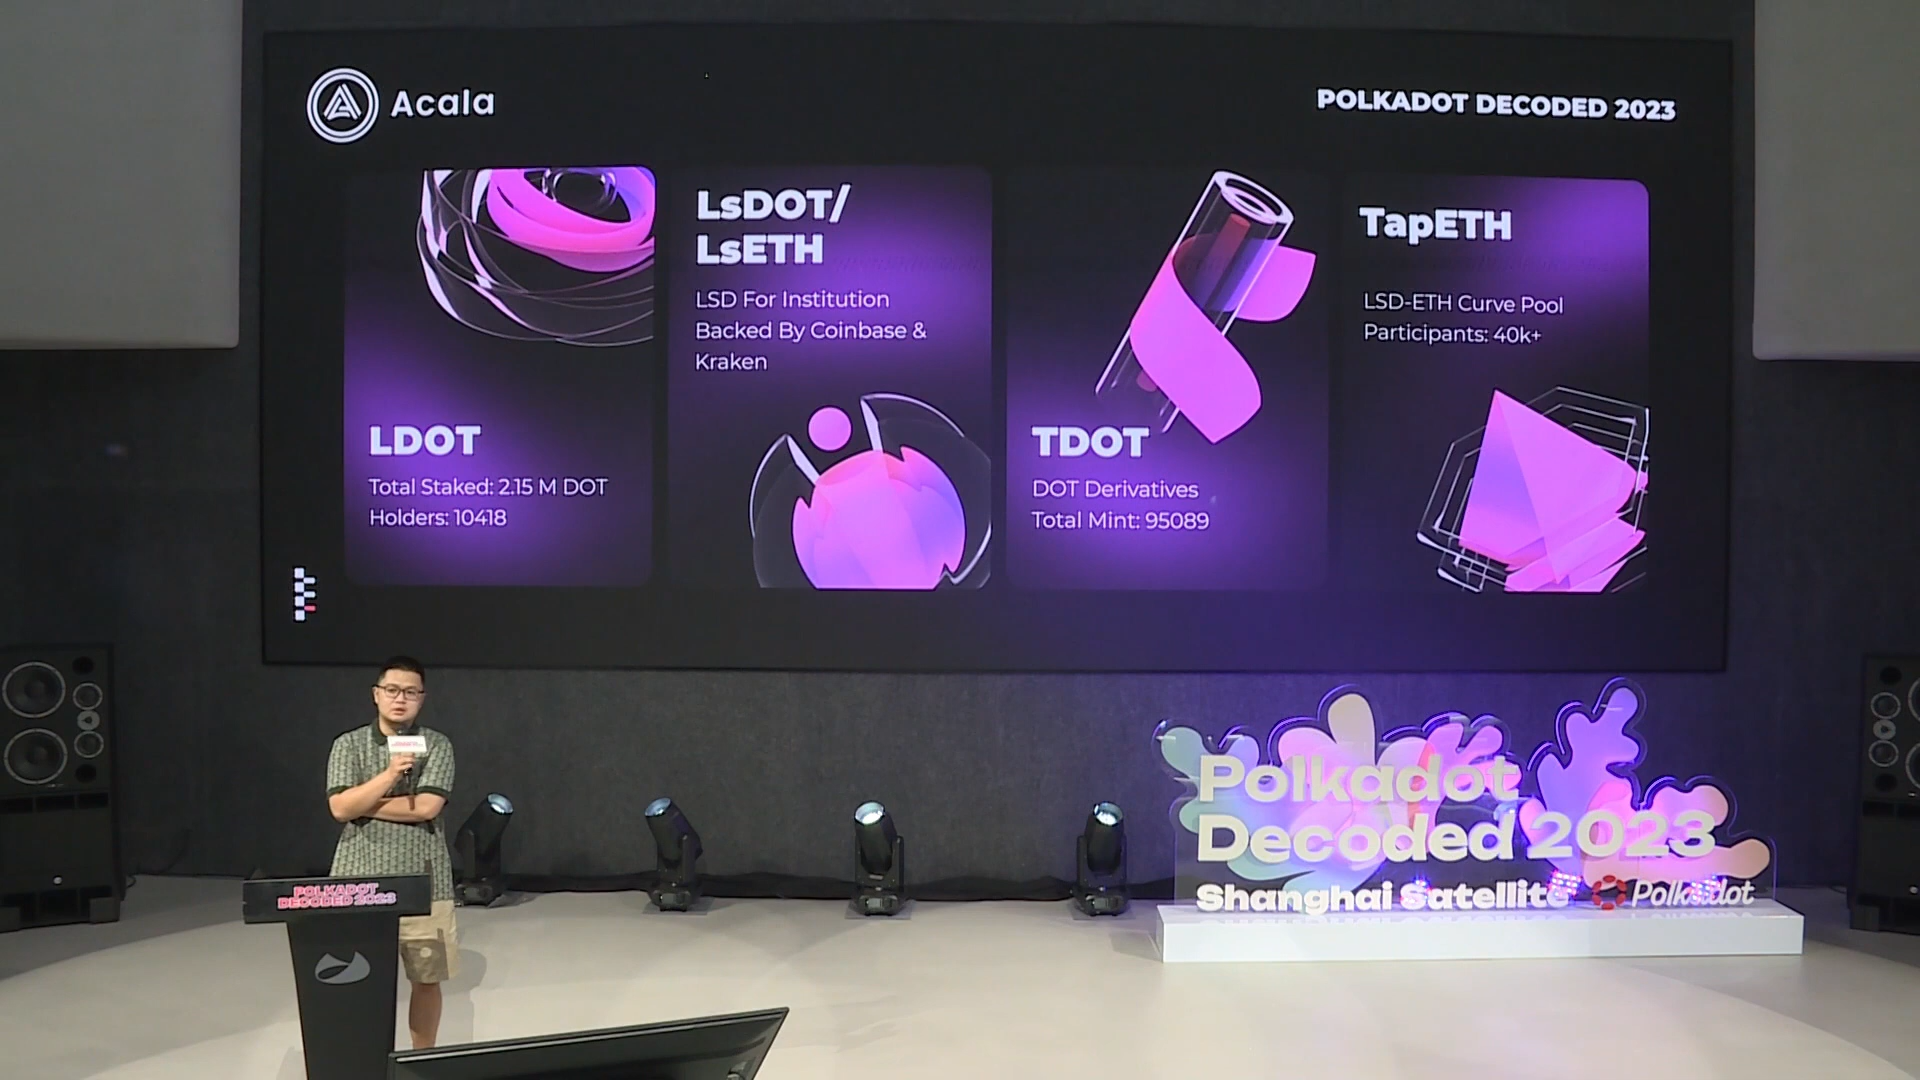 Acala
POLKADOT DECODED 2023
LDOT
Total Staked: 2.15 M DOT
Holders: 10418
LsDOT/
LsETH
LSD For Institution
Backed By Coinbase &
Kraken
TDOT
DOT Derivatives
Total Mint: 95089
TapETH
LSD-ETH Curve Pool
Participants: 40k+
POLKADOT
DECODED 2023
Polkadot
Decoded 2023
Shanghai Satellite
Polkadot